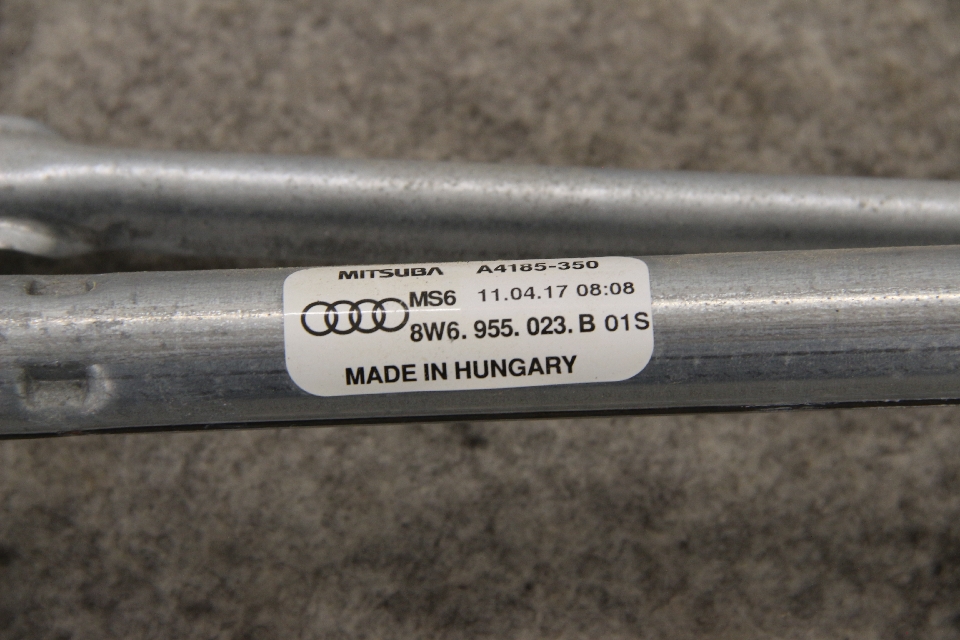 MITSUBA A4185-350
MS6 11.04.17 08:08
8W6. 955. 023. B 01S
MADE IN HUNGARY